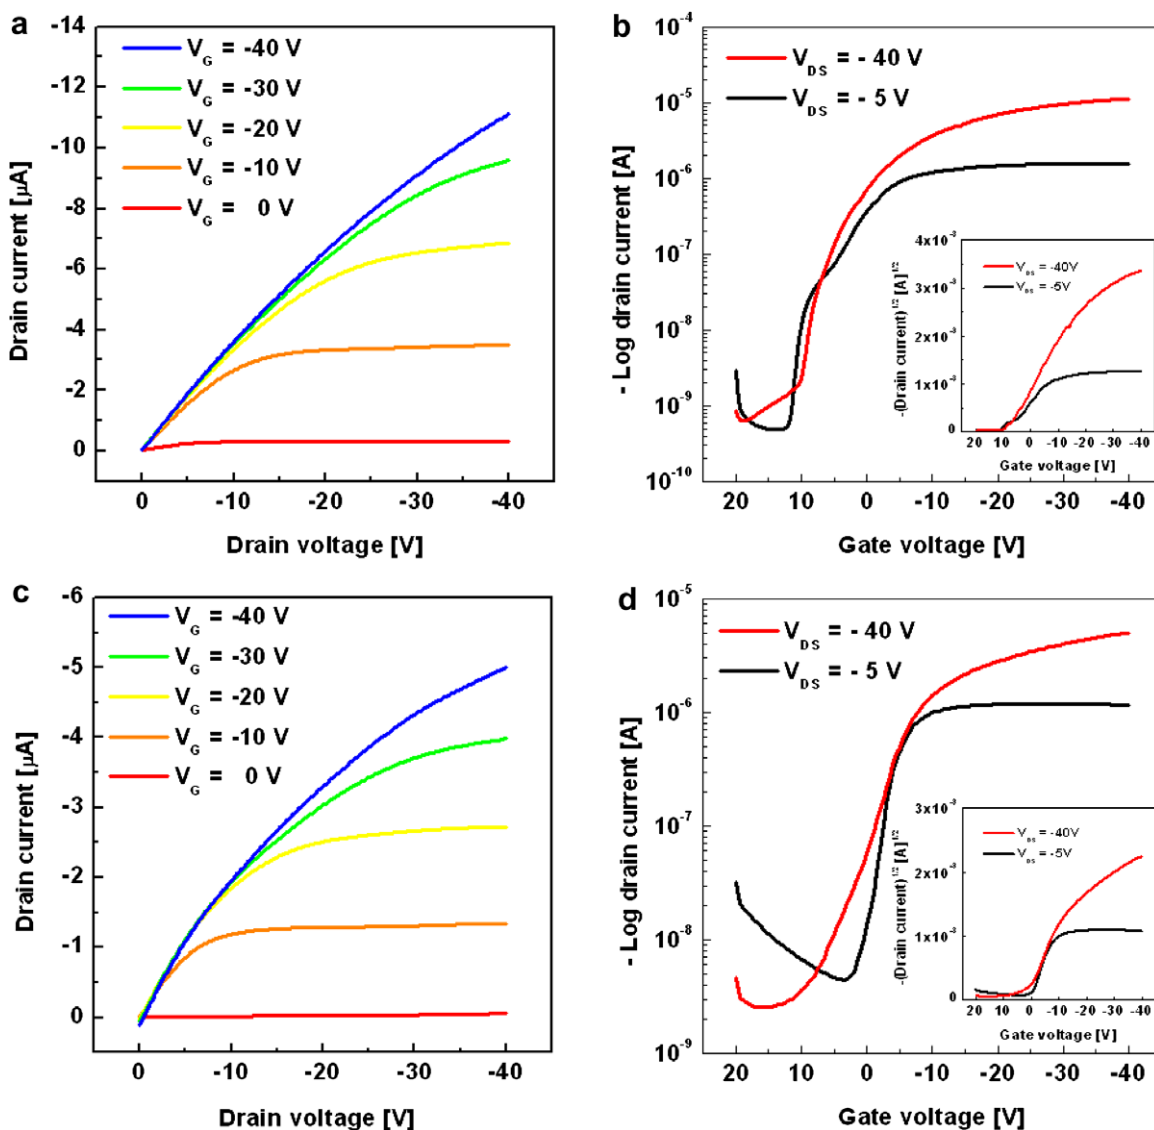 a
Drain current [μA]
-14
-12
-10
-8
-6
-4
-2
0
V_G = -40 V
V_G = -30 V
V_G = -20 V
V_G = -10 V
V_G = 0 V
0 -10 -20 -30 -40
Drain voltage [V]
b
- Log drain current [A]
10^-4
10^-5
10^-6
10^-7
10^-8
10^-9
10^-10
V_DS = - 40 V
V_DS = - 5 V
20 10 0 -10 -20 -30 -40
Gate voltage [V]
-(Drain current)^1/2 [A]^1/2
4x10^-3
3x10^-3
2x10^-3
1x10^-3
0
V_DS = -40V
V_DS = -5V
20 10 0 -10 -20 -30 -40
Gate voltage [V]
c
Drain current [μA]
-6
-5
-4
-3
-2
-1
0
V_G = -40 V
V_G = -30 V
V_G = -20 V
V_G = -10 V
V_G = 0 V
0 -10 -20 -30 -40
Drain voltage [V]
d
- Log drain current [A]
10^-5
10^-6
10^-7
10^-8
10^-9
V_DS = - 40 V
V_DS = - 5 V
20 10 0 -10 -20 -30 -40
Gate voltage [V]
-(Drain current)^1/2 [A]^1/2
3x10^-3
2x10^-3
1x10^-3
0
V_DS = -40V
V_DS = -5V
20 10 0 -10 -20 -30 -40
Gate voltage [V]